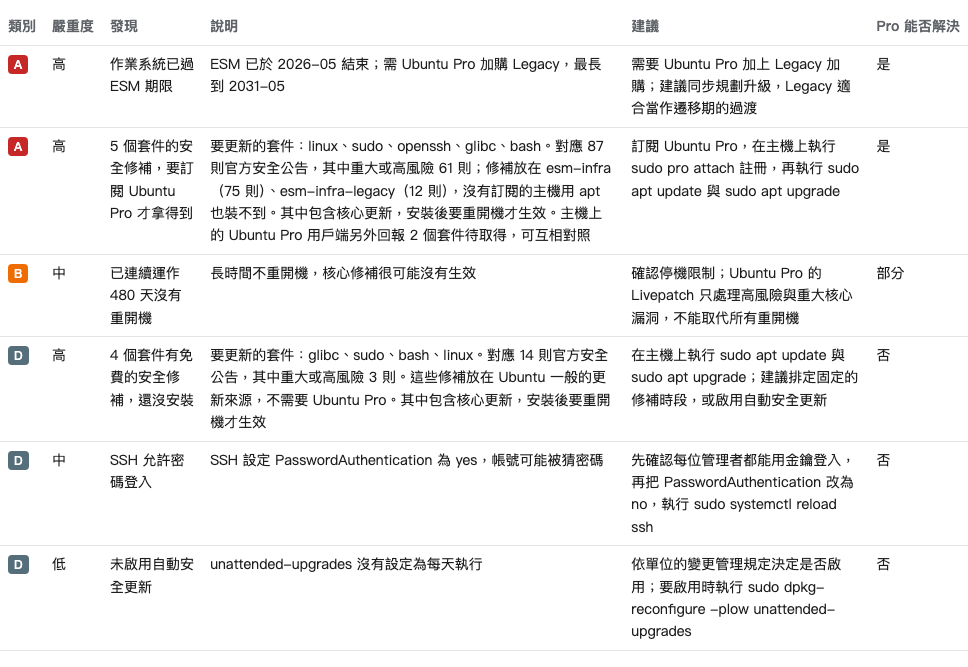 類別 嚴重度 發現 說明 建議 Pro 能否解決
A 高 作業系統已過 ESM 期限 ESM 已於 2026-05 結束；需 Ubuntu Pro 加購 Legacy，最長到 2031-05 需要 Ubuntu Pro 加上 Legacy 加購；建議同步規劃升級，Legacy 適合當作遷移期的過渡 是
A 高 5 個套件的安全修補，要訂閱 Ubuntu Pro 才拿得到 要更新的套件：linux、sudo、openssh、glibc、bash。對應 87 則官方安全公告，其中重大或高風險 61 則；修補放在 esm-infra（75 則）、esm-infra-legacy（12 則），沒有訂閱的主機用 apt 也裝不到。其中包含核心更新，安裝後要重開機才生效。主機上的 Ubuntu Pro 用戶端另外回報 2 個套件待取得，可互相對照 訂閱 Ubuntu Pro，在主機上執行 sudo pro attach 註冊，再執行 sudo apt update 與 sudo apt upgrade 是
B 中 已連續運作 480 天沒有重開機 長時間不重開機，核心修補很可能沒有生效 確認停機限制；Ubuntu Pro 的 Livepatch 只處理高風險與重大核心漏洞，不能取代所有重開機 部分
D 高 4 個套件有免費的安全修補，還沒安裝 要更新的套件：glibc、sudo、bash、linux。對應 14 則官方安全公告，其中重大或高風險 3 則。這些修補放在 Ubuntu 一般的更新來源，不需要 Ubuntu Pro。其中包含核心更新，安裝後要重開機才生效 在主機上執行 sudo apt update 與 sudo apt upgrade；建議排定固定的修補時段，或啟用自動安全更新 否
D 中 SSH 允許密碼登入 SSH 設定 PasswordAuthentication 為 yes，帳號可能被猜密碼 先確認每位管理者都能用金鑰登入，再把 PasswordAuthentication 改為 no，執行 sudo systemctl reload ssh 否
D 低 未啟用自動安全更新 unattended-upgrades 沒有設定為每天執行 依單位的變更管理規定決定是否啟用；要啟用時執行 sudo dpkg-reconfigure -plow unattended-upgrades 否